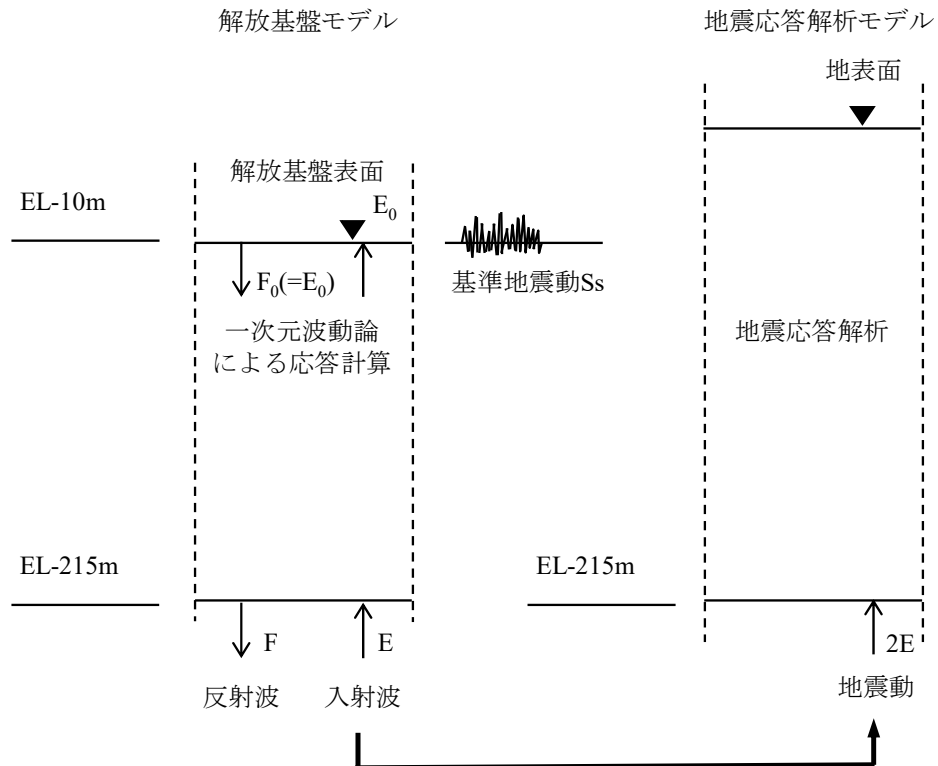 解放基盤モデル
地震応答解析モデル
地表面
解放基盤表面
EL-10m
E₀
F₀(=E₀)
基準地震動Ss
一次元波動論
による応答計算
地震応答解析
EL-215m
EL-215m
F
E
2E
反射波
入射波
地震動